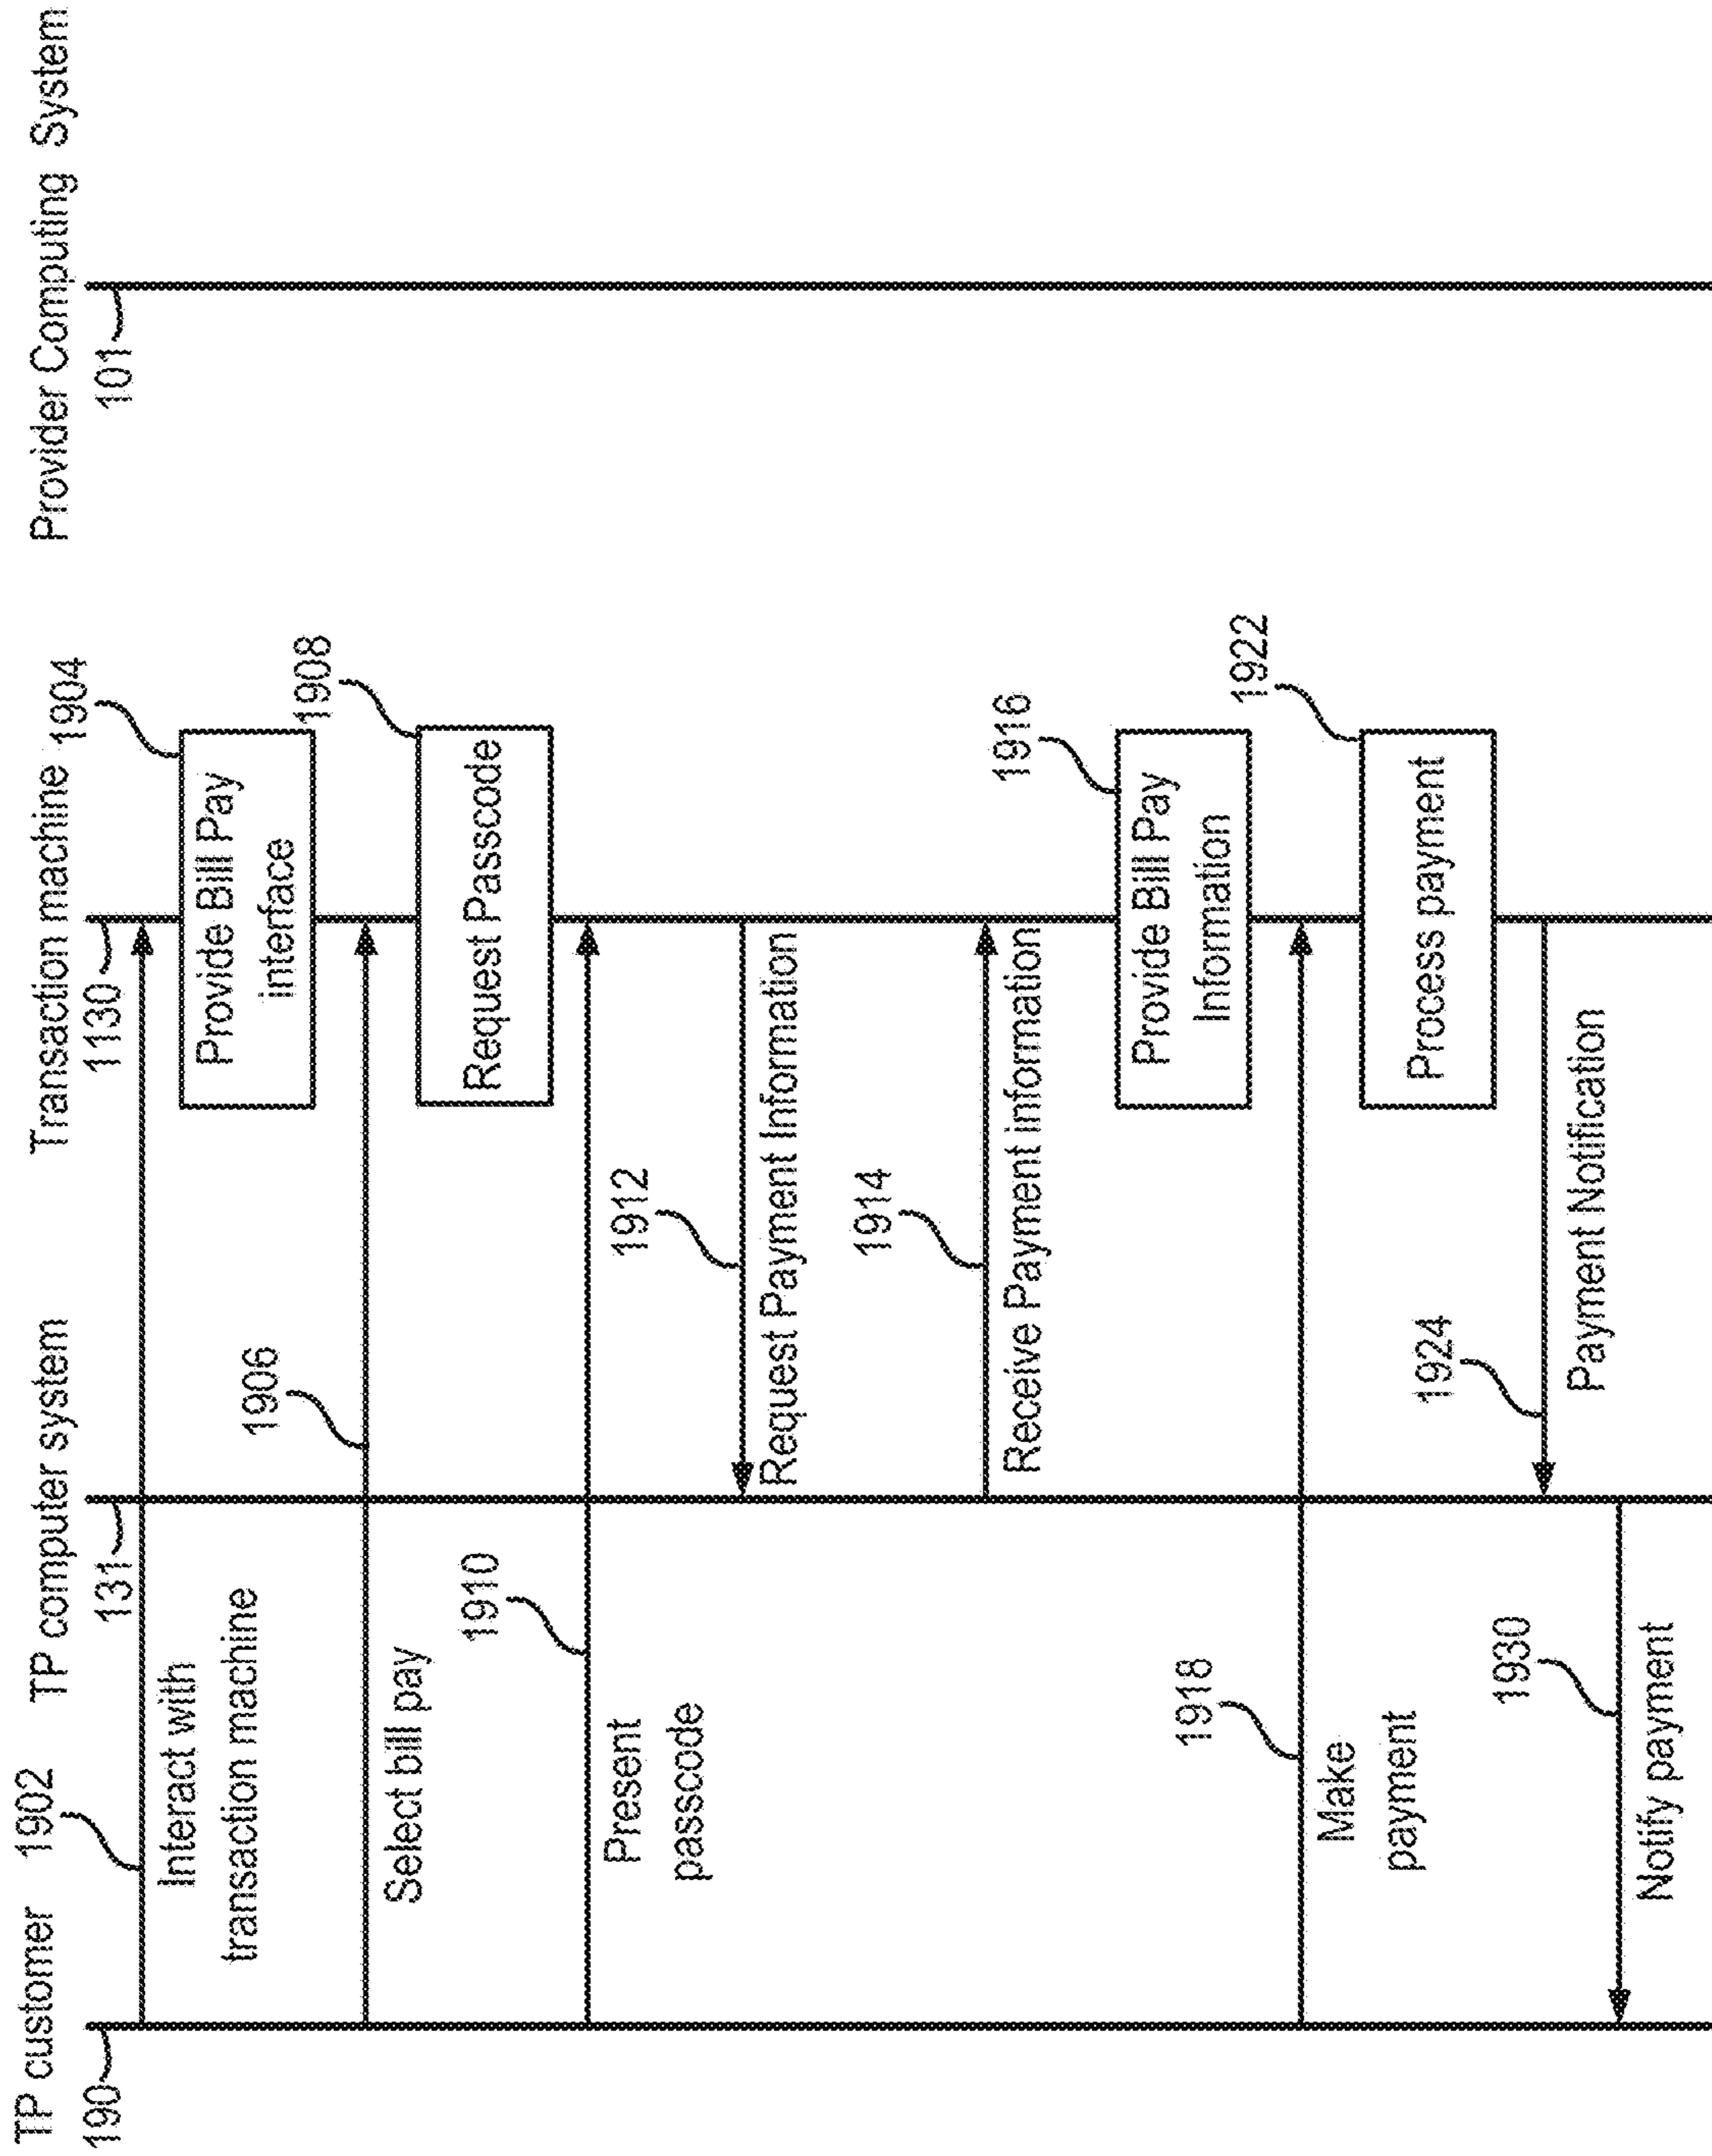 TP customer
190
TP computer system
131
Transaction machine
1130
Provider Computing System
101
1902
Interact with
transaction machine
1904
Provide Bill Pay
interface
1906
Select bill pay
1908
Request Passcode
1910
Present
passcode
1912
Request Payment Information
1914
Receive Payment information
1916
Provide Bill Pay
Information
1918
Make
payment
1922
Process payment
1924
Payment Notification
1930
Notify payment